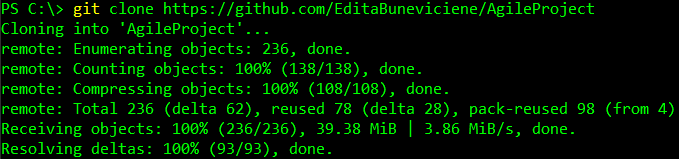 PS C:\> git clone https://github.com/EditaBuneviciene/AgileProject
Cloning into 'AgileProject'...
remote: Enumerating objects: 236, done.
remote: Counting objects: 100% (138/138), done.
remote: Compressing objects: 100% (108/108), done.
remote: Total 236 (delta 62), reused 78 (delta 28), pack-reused 98 (from 4)
Receiving objects: 100% (236/236), 39.38 MiB | 3.86 MiB/s, done.
Resolving deltas: 100% (93/93), done.